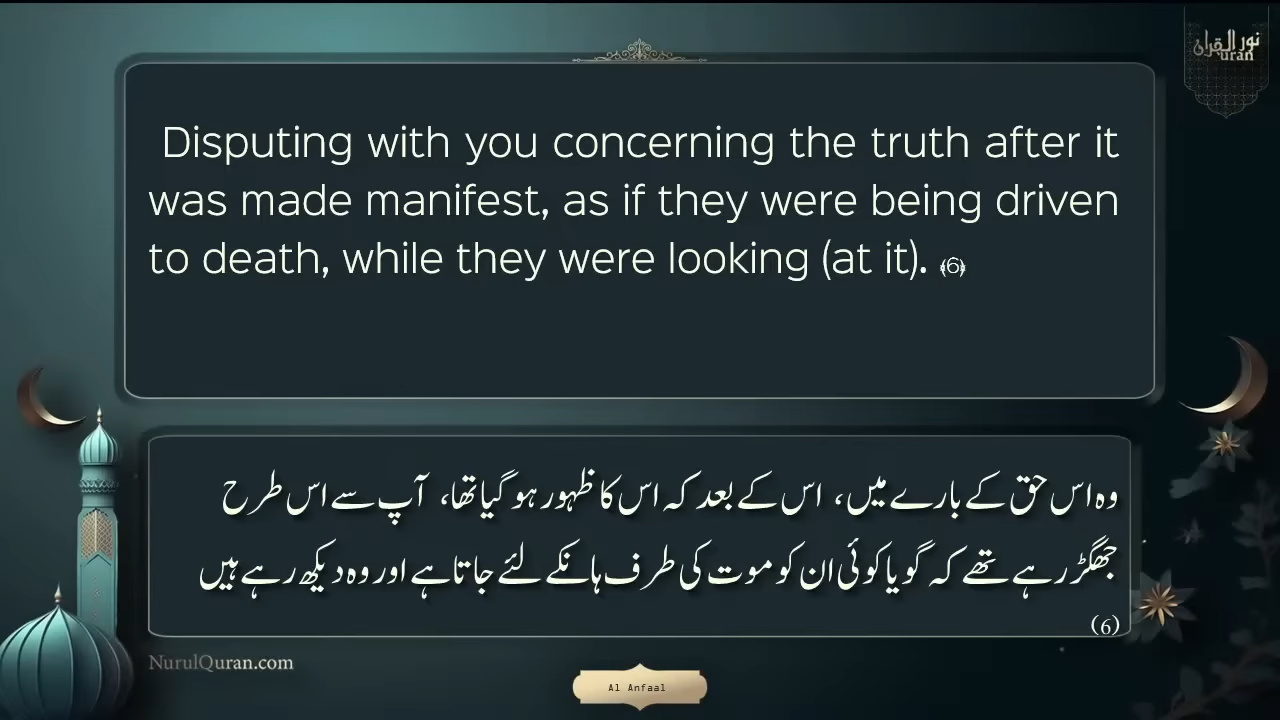 نور القرآن
uran
Disputing with you concerning the truth after it
was made manifest, as if they were being driven
to death, while they were looking (at it). ﴾6﴿
وہ اس حق کے بارے میں، اس کے بعد کہ اس کا ظہور ہو گیا تھا، آپ سے اس طرح
جھگڑ رہے تھے کہ گویا کوئی ان کو موت کی طرف ہانکے لئے جاتا ہے اور وہ دیکھ رہے ہیں
(6)
NurulQuran.com
Al Anfaal